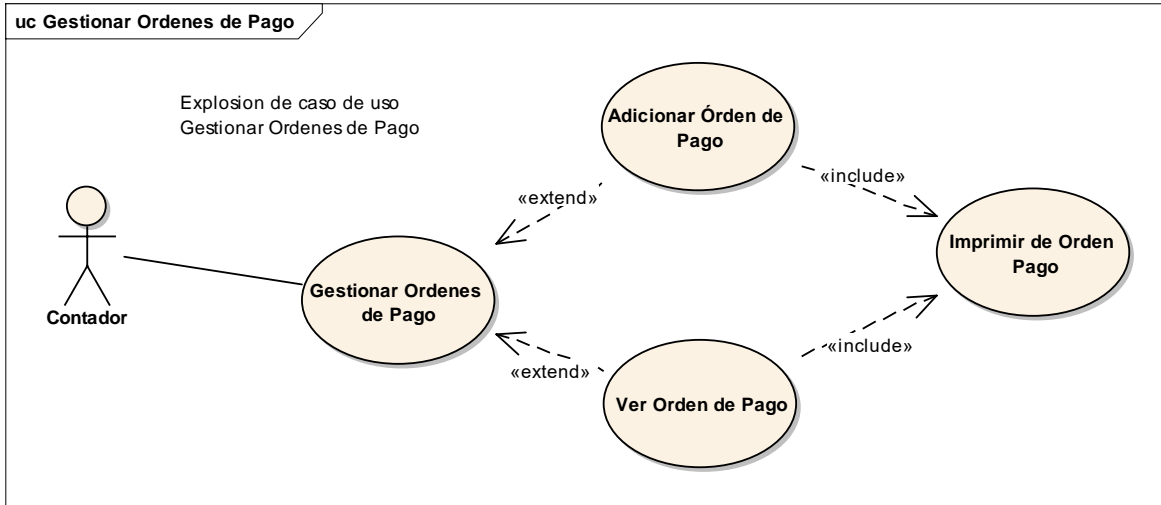 uc Gestionar Ordenes de Pago
Explosion de caso de uso
Gestionar Ordenes de Pago
Contador
Gestionar Ordenes
de Pago
«extend»
«extend»
Adicionar Órden de
Pago
Ver Orden de Pago
«include»
«include»
Imprimir de Orden
Pago